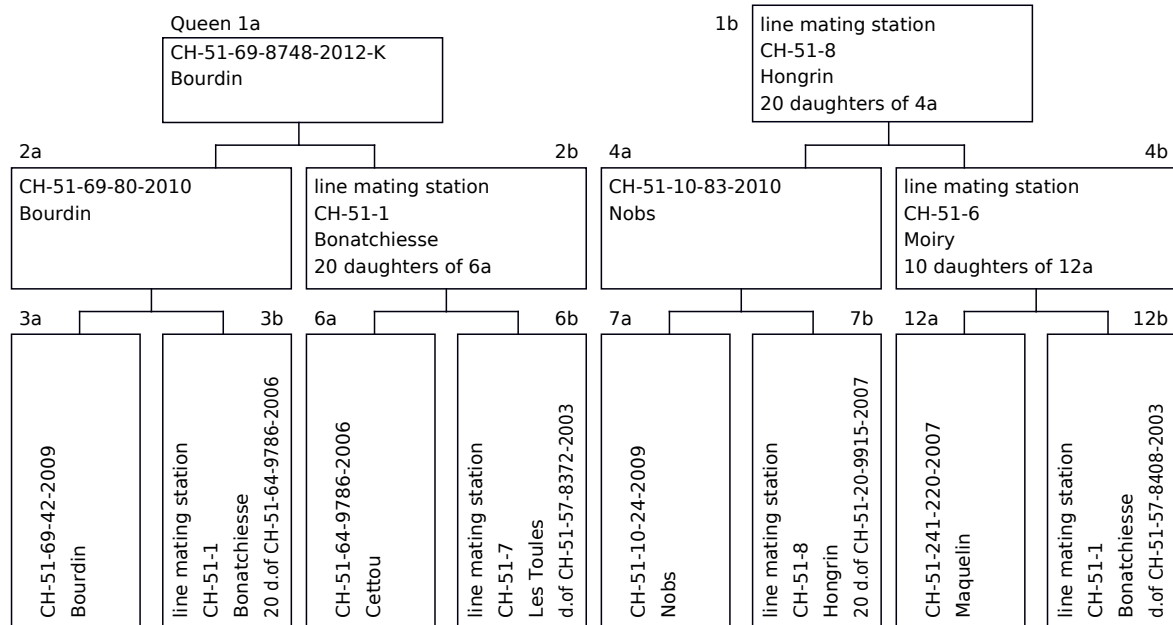 Queen 1a
CH-51-69-8748-2012-K
Bourdin
1b
line mating station
CH-51-8
Hongrin
20 daughters of 4a
2a
CH-51-69-80-2010
Bourdin
2b
line mating station
CH-51-1
Bonatchiesse
20 daughters of 6a
4a
CH-51-10-83-2010
Nobs
4b
line mating station
CH-51-6
Moiry
10 daughters of 12a
3a
CH-51-69-42-2009
Bourdin
3b
line mating station
CH-51-1
Bonatchiesse
20 d.of CH-51-64-9786-2006
6a
CH-51-64-9786-2006
Cettou
6b
line mating station
CH-51-7
Les Toules
d.of CH-51-57-8372-2003
7a
CH-51-10-24-2009
Nobs
7b
line mating station
CH-51-8
Hongrin
20 d.of CH-51-20-9915-2007
12a
CH-51-241-220-2007
Maquelin
12b
line mating station
CH-51-1
Bonatchiesse
d.of CH-51-57-8408-2003